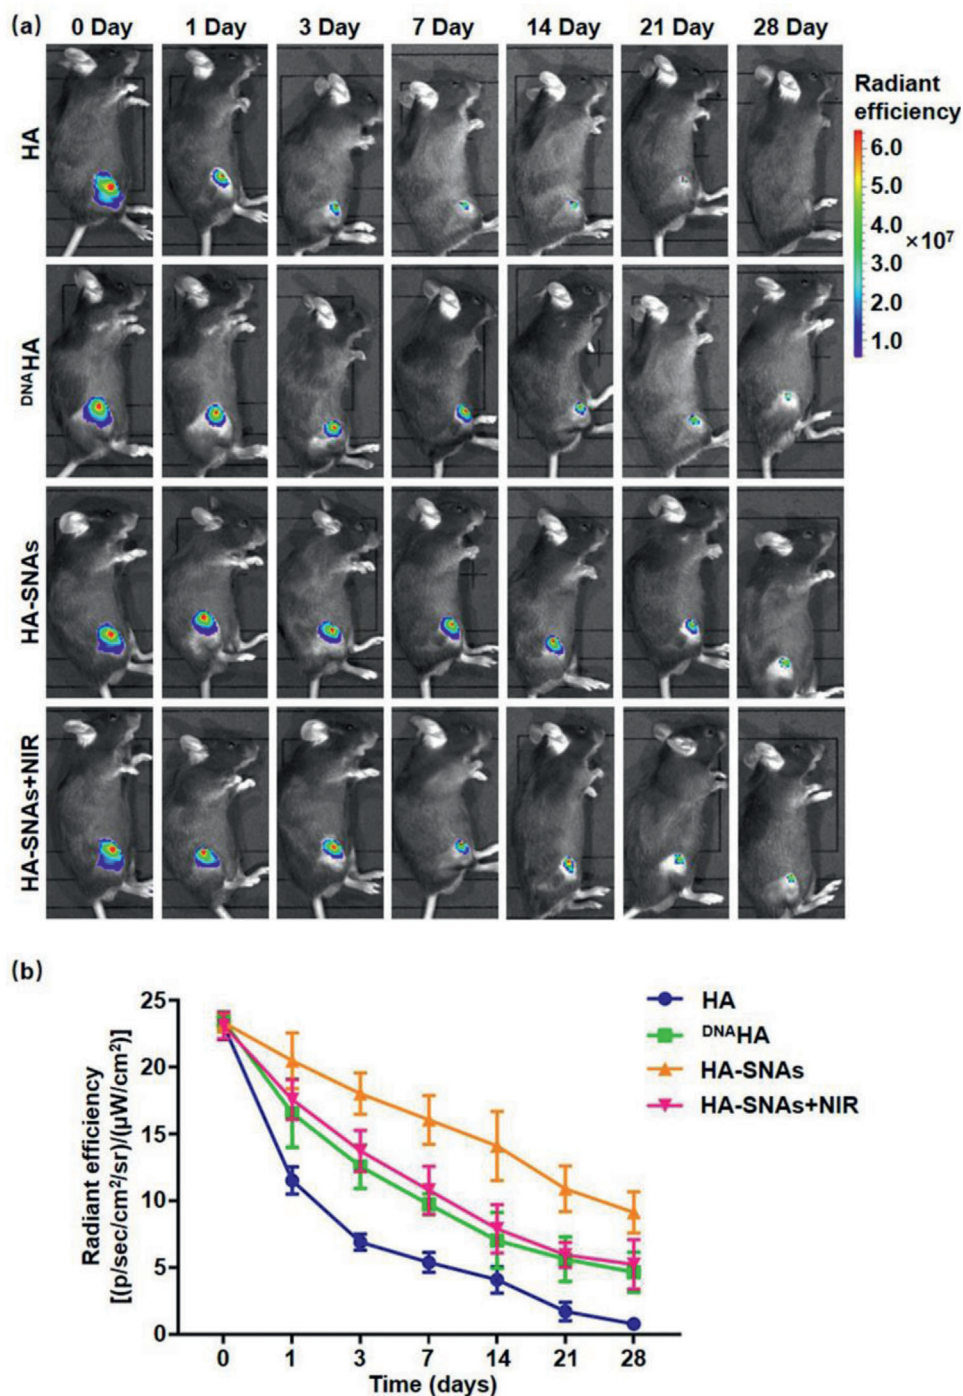 (a)
0 Day 1 Day 3 Day 7 Day 14 Day 21 Day 28 Day
HA
DNAHA
HA-SNAs
HA-SNAs+NIR
Radiant
efficiency
6.0
5.0
4.0
×10⁷
3.0
2.0
1.0
(b)
Radiant efficiency
[(p/sec/cm²/sr)/(μW/cm²)]
25
20
15
10
5
0
0 1 3 7 14 21 28
Time (days)
HA
DNAHA
HA-SNAs
HA-SNAs+NIR